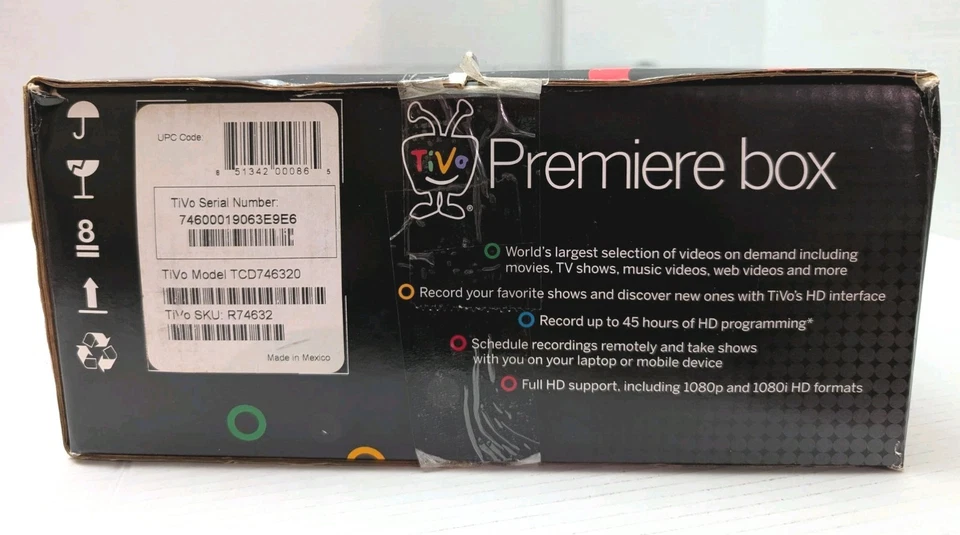 UPC Code:
8 51342 00086 5
TiVo Serial Number:
74600019063E9E6
TiVo Model TCD746320
TiVo SKU: R74632
Made in Mexico
8
TiVo Premiere box
®
World's largest selection of videos on demand including
movies, TV shows, music videos, web videos and more
Record your favorite shows and discover new ones with TiVo's HD interface
Record up to 45 hours of HD programming*
Schedule recordings remotely and take shows
with you on your laptop or mobile device
Full HD support, including 1080p and 1080i HD formats